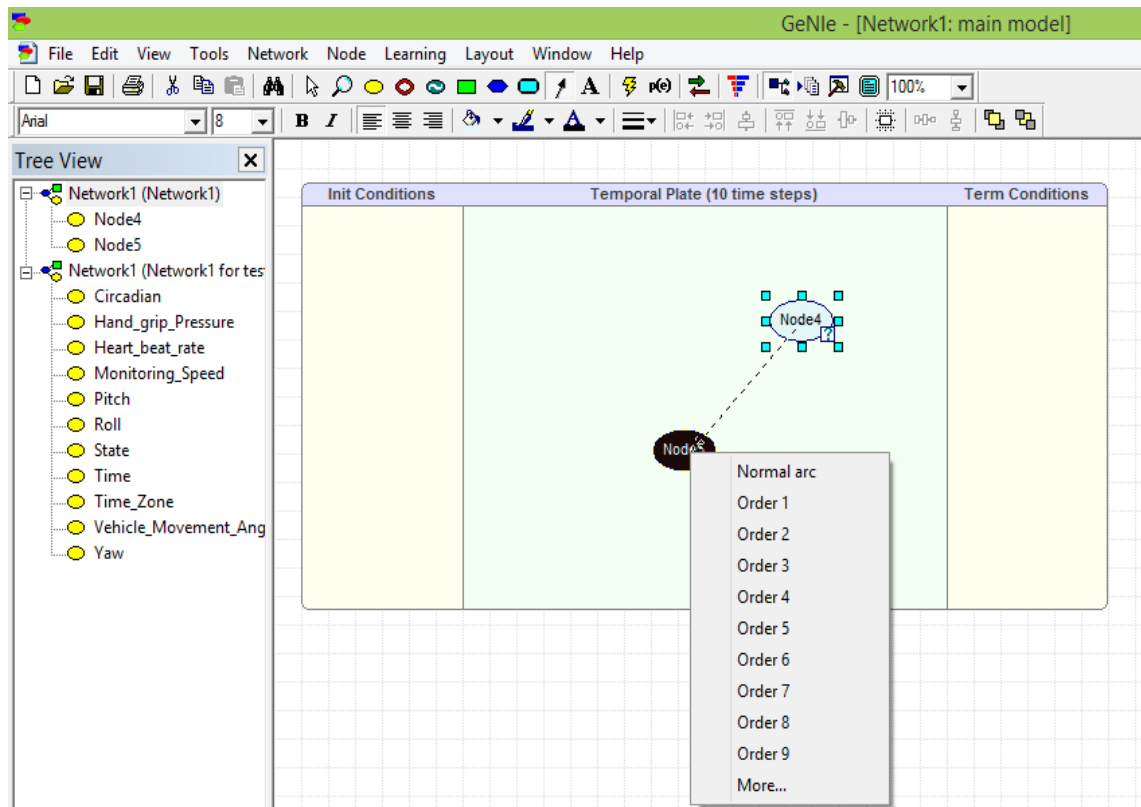 GeNIe - [Network1: main model]
File Edit View Tools Network Node Learning Layout Window Help
A p(e) 100%
Arial 8 B I A
Tree View
Init Conditions Temporal Plate (10 time steps) Term Conditions
Network1 (Network1)
Node4
Node5
Network1 (Network1 for tes
Circadian
Hand_grip_Pressure
Heart_beat_rate
Monitoring_Speed
Pitch
Roll
State
Time
Time_Zone
Vehicle_Movement_Ang
Yaw
Node4
?
Node5
Normal arc
Order 1
Order 2
Order 3
Order 4
Order 5
Order 6
Order 7
Order 8
Order 9
More...